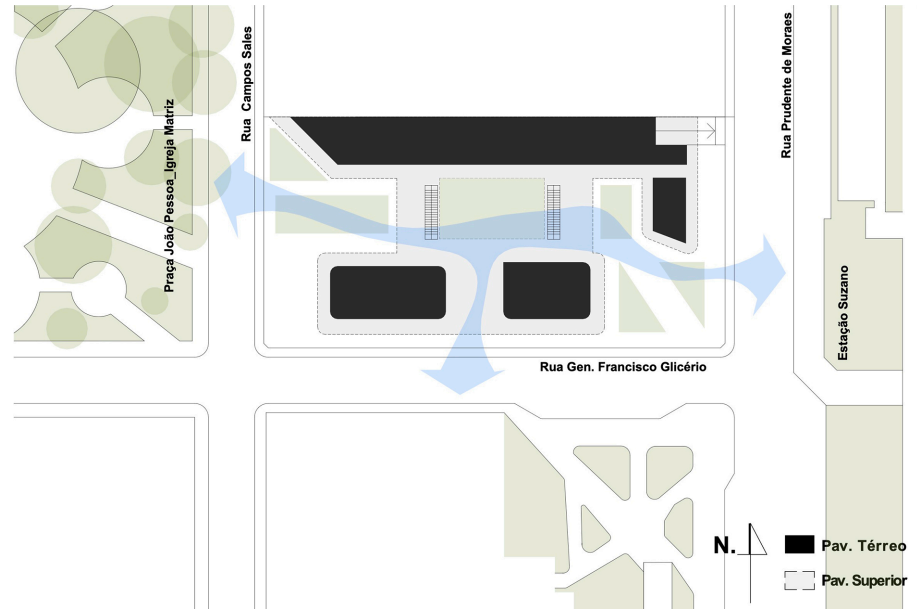 Rua  Campos Sales
Rua Prudente de Moraes
Praça João Pessoa_Igreja Matriz
Estação Suzano
Rua Gen. Francisco Glicério
N.
Pav. Térreo
Pav. Superior